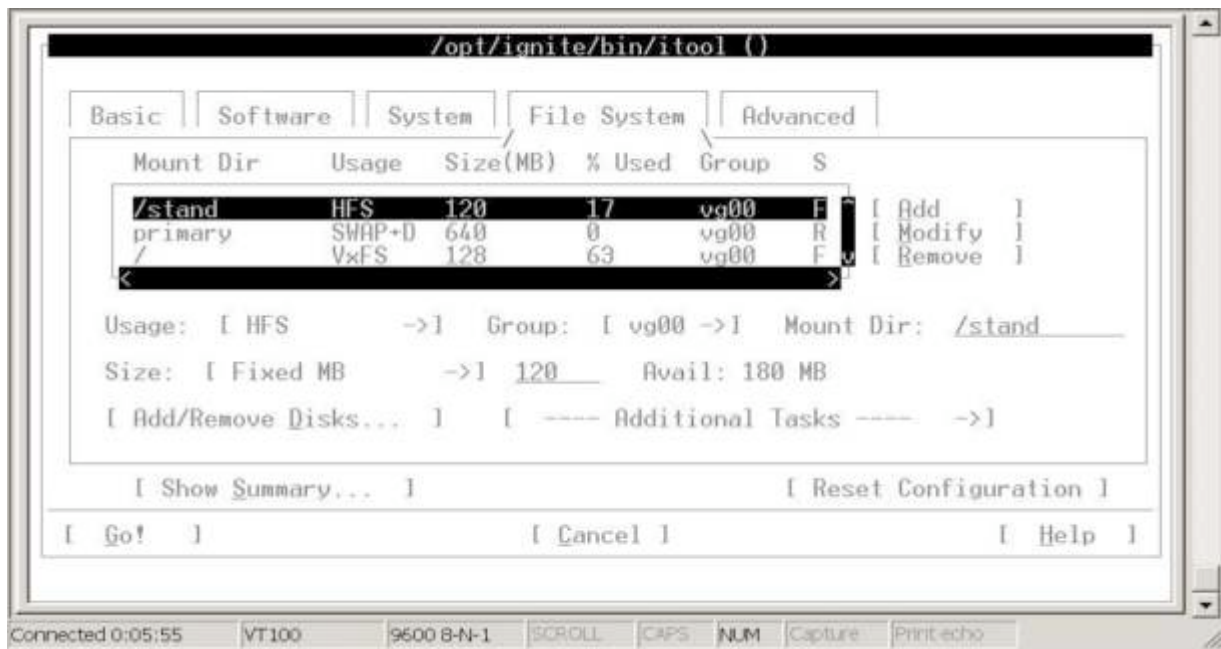 /opt/ignite/bin/itool ()
Basic Software System File System Advanced
Mount Dir Usage Size(MB) % Used Group S
/stand HFS 120 17 vg00 F ^ [ Add ]
primary SWAP+D 640 0 vg00 R [ Modify ]
/ VxFS 128 63 vg00 F v [ Remove ]
< >
Usage: [ HFS ->] Group: [ vg00 ->] Mount Dir: /stand
Size: [ Fixed MB ->] 120 Avail: 180 MB
[ Add/Remove Disks... ] [ ---- Additional Tasks ---- ->]
[ Show Summary... ] [ Reset Configuration ]
[ Go! ] [ Cancel ] [ Help ]
Connected 0:05:55 VT100 9600 8-N-1 SCROLL CAPS NUM Capture Print echo